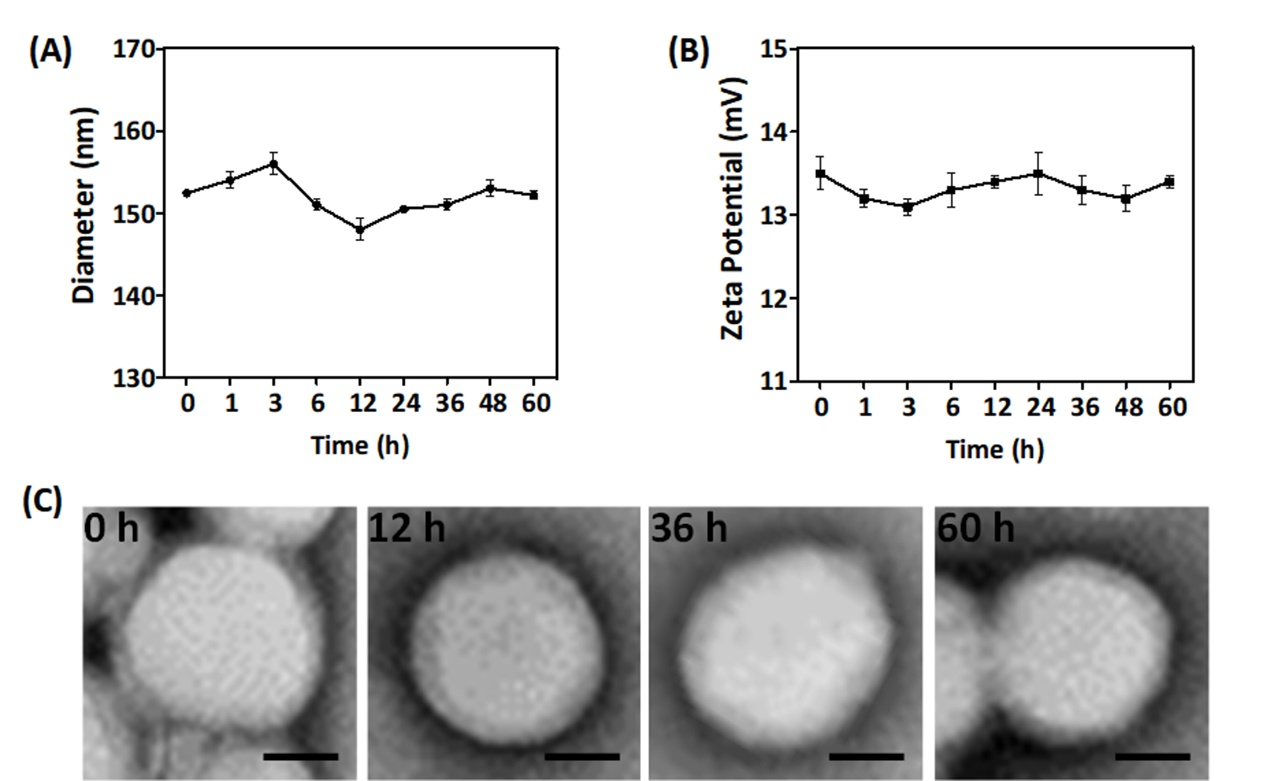 (A)
170
160
150
140
130
Diameter (nm)
0 1 3 6 12 24 36 48 60
Time (h)
(B)
15
14
13
12
11
Zeta Potential (mV)
0 1 3 6 12 24 36 48 60
Time (h)
(C)
0 h
12 h
36 h
60 h